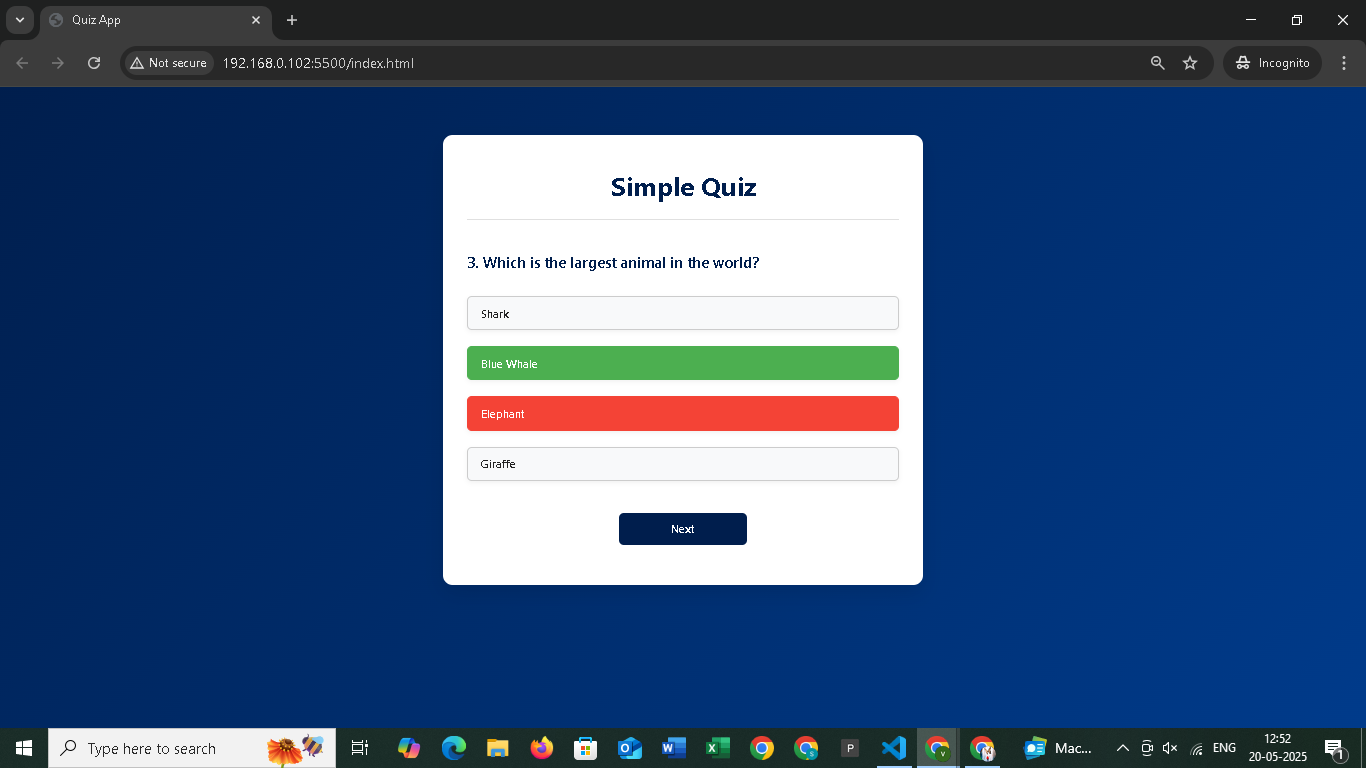 Quiz App
Not secure
192.168.0.102:5500/index.html
Incognito
Simple Quiz
3. Which is the largest animal in the world?
Shark
Blue Whale
Elephant
Giraffe
Next
Type here to search
P
Mac...
ENG
12:52
20-05-2025
1